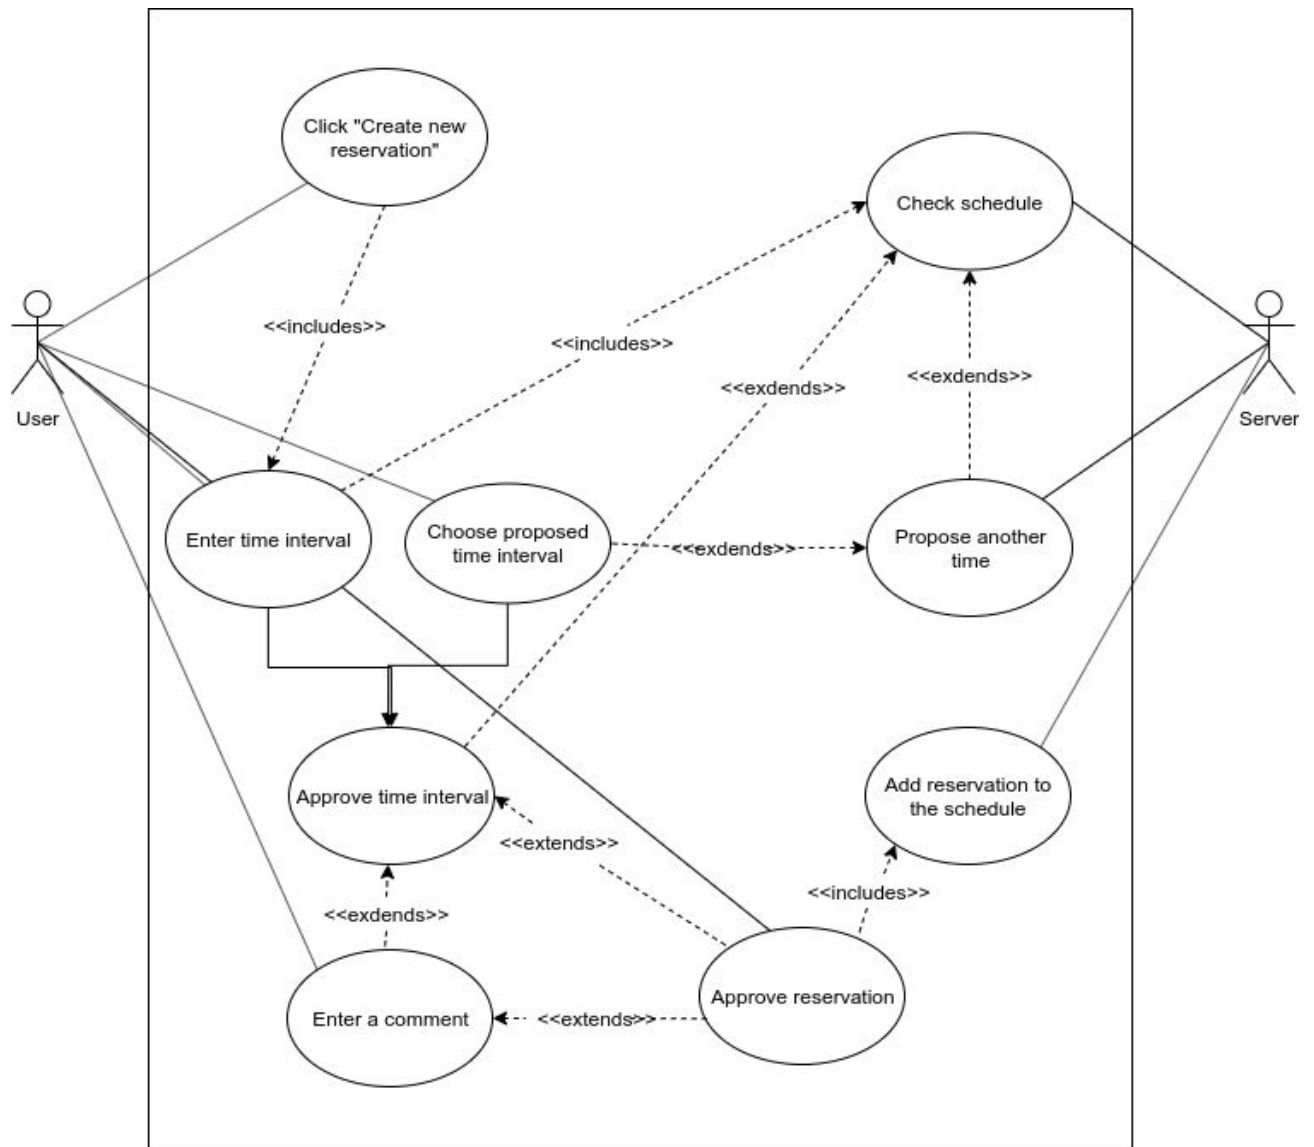 Click "Create new
reservation"
Check schedule
<<includes>>
<<includes>>
<<exdends>>
<<exdends>>
User
Server
Enter time interval
Choose proposed
time interval
<<exdends>>
Propose another
time
Approve time interval
Add reservation to
the schedule
<<extends>>
<<includes>>
<<exdends>>
Approve reservation
Enter a comment
<<extends>>